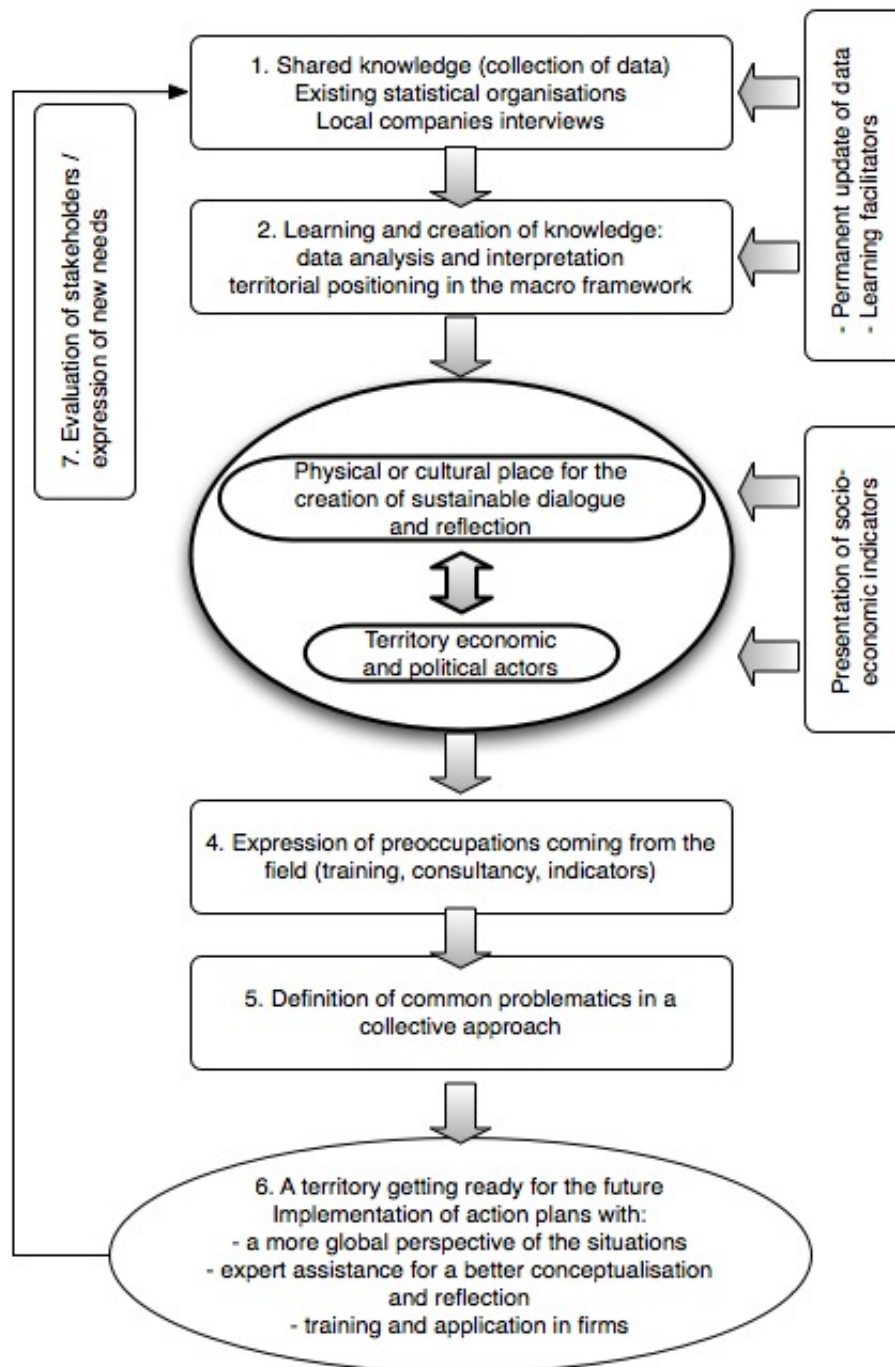 1. Shared knowledge (collection of data)
Existing statistical organisations
Local companies interviews
- Permanent update of data
- Learning facilitators
2. Learning and creation of knowledge:
data analysis and interpretation
territorial positioning in the macro framework
7. Evaluation of stakeholders /
expression of new needs
Physical or cultural place for the
creation of sustainable dialogue
and reflection
Territory economic
and political actors
Presentation of socio-
economic indicators
4. Expression of preoccupations coming from the
field (training, consultancy, indicators)
5. Definition of common problematics in a
collective approach
6. A territory getting ready for the future
Implementation of action plans with:
- a more global perspective of the situations
- expert assistance for a better conceptualisation
and reflection
- training and application in firms